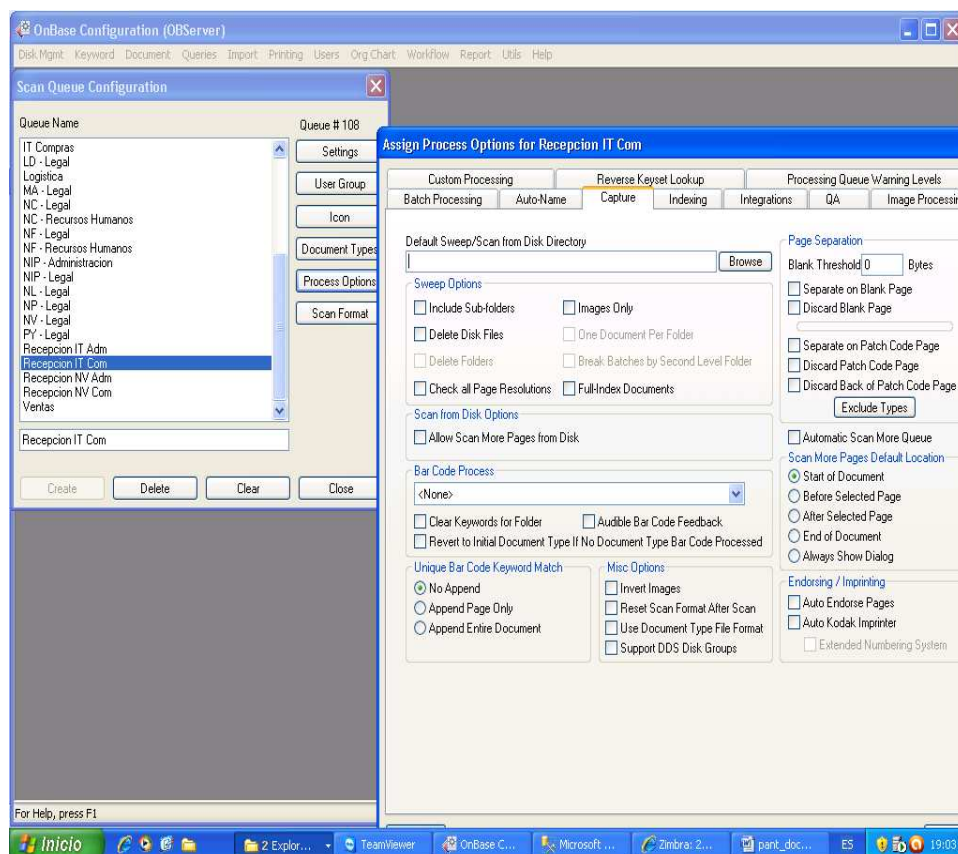 OnBase Configuration (OBServer)
Disk Mgmt Keyword Document Queries Import Printing Users Org Chart Workflow Report Utils Help
Scan Queue Configuration
Queue Name
Queue # 108
IT Compras
LD - Legal
Logistica
MA - Legal
NC - Legal
NC - Recursos Humanos
NF - Legal
NF - Recursos Humanos
NIP - Administracion
NIP - Legal
NL - Legal
NP - Legal
NV - Legal
PY - Legal
Recepcion IT Adm
Recepcion IT Com
Recepcion NV Adm
Recepcion NV Com
Ventas
Settings
User Group
Icon
Document Types
Process Options
Scan Format
Recepcion IT Com
Create Delete Clear Close
Assign Process Options for Recepcion IT Com
Custom Processing Reverse Keyset Lookup Processing Queue Warning Levels
Batch Processing Auto-Name Capture Indexing Integrations QA Image Processin
Default Sweep/Scan from Disk Directory
Browse
Sweep Options
Include Sub-folders Images Only
Delete Disk Files One Document Per Folder
Delete Folders Break Batches by Second Level Folder
Check all Page Resolutions Full-Index Documents
Scan from Disk Options
Allow Scan More Pages from Disk
Bar Code Process
<None>
Clear Keywords for Folder Audible Bar Code Feedback
Revert to Initial Document Type If No Document Type Bar Code Processed
Unique Bar Code Keyword Match
No Append
Append Page Only
Append Entire Document
Misc Options
Invert Images
Reset Scan Format After Scan
Use Document Type File Format
Support DDS Disk Groups
Page Separation
Blank Threshold 0 Bytes
Separate on Blank Page
Discard Blank Page
Separate on Patch Code Page
Discard Patch Code Page
Discard Back of Patch Code Page
Exclude Types
Automatic Scan More Queue
Scan More Pages Default Location
Start of Document
Before Selected Page
After Selected Page
End of Document
Always Show Dialog
Endorsing / Imprinting
Auto Endorse Pages
Auto Kodak Imprinter
Extended Numbering System
For Help, press F1
Inicio 2 Explor... TeamViewer OnBase C... Microsoft ... Zimbra: 2... pant_doc... ES 19:03